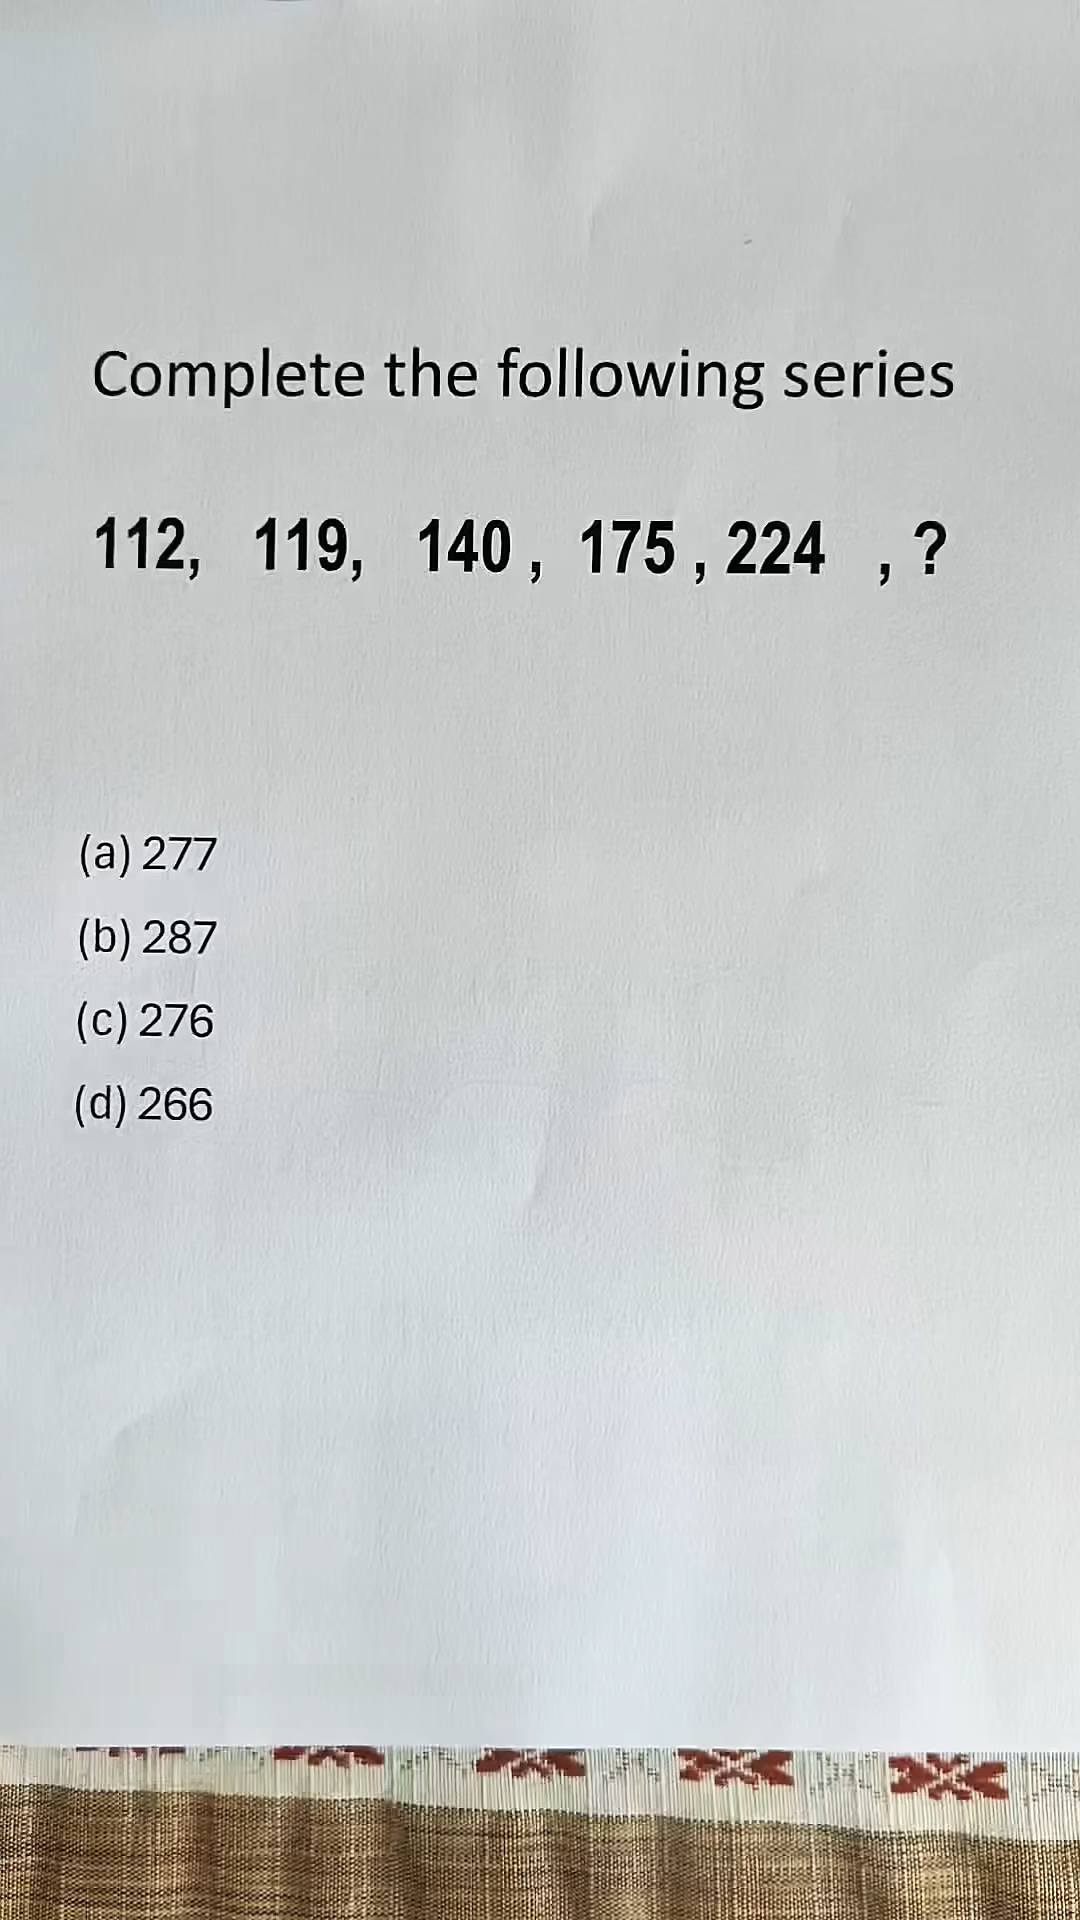 Complete the following series
112, 119, 140 , 175 , 224 , ?
(a) 277
(b) 287
(c) 276
(d) 266